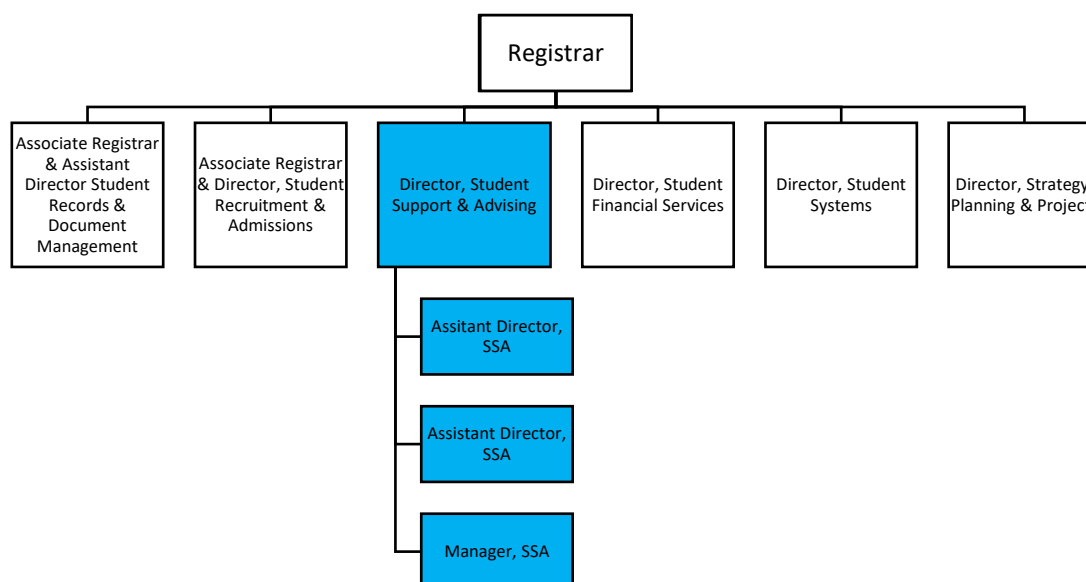 Registrar
Associate Registrar
& Assistant
Director Student
Records &
Document
Management
Associate Registrar
& Director, Student
Recruitment &
Admissions
Director, Student
Support & Advising
Director, Student
Financial Services
Director, Student
Systems
Director, Strategy
Planning & Project
Assitant Director,
SSA
Assistant Director,
SSA
Manager, SSA